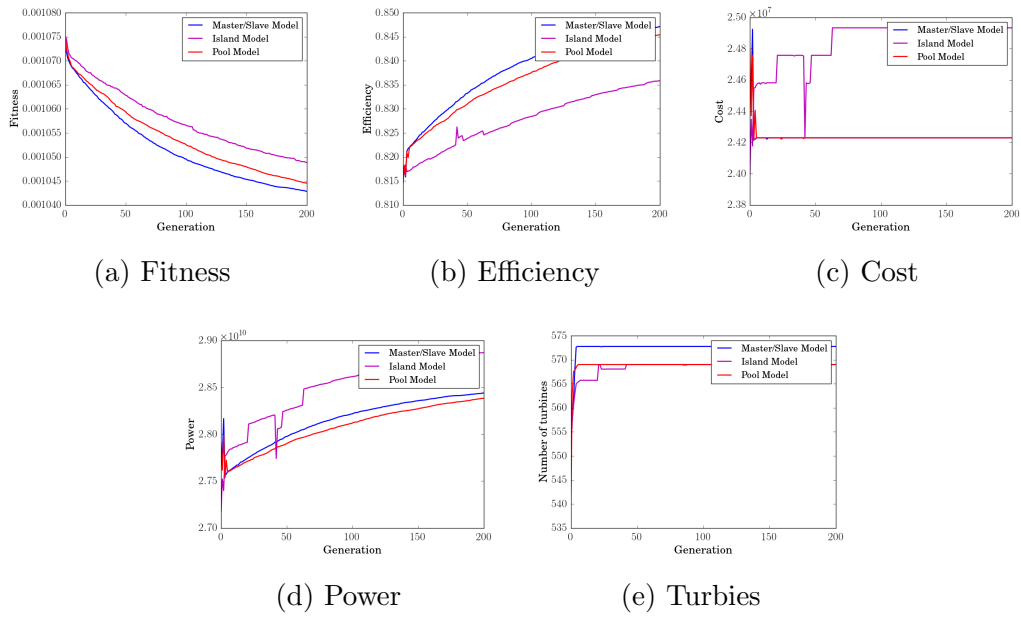 0.001080
0.001075
0.001070
0.001065
0.001060
0.001055
0.001050
0.001045
0.001040
Fitness
0 50 100 150 200
Generation
Master/Slave Model
Island Model
Pool Model
(a) Fitness
0.850
0.845
0.840
0.835
0.830
0.825
0.820
0.815
0.810
Efficiency
0 50 100 150 200
Generation
Master/Slave Model
Island Model
Pool Model
(b) Efficiency
×10⁷
2.50
2.48
2.46
2.44
2.42
2.40
2.38
Cost
0 50 100 150 200
Generation
Master/Slave Model
Island Model
Pool Model
(c) Cost
×10¹⁰
2.90
2.85
2.80
2.75
2.70
Power
0 50 100 150 200
Generation
Master/Slave Model
Island Model
Pool Model
(d) Power
575
570
565
560
555
550
545
540
535
Number of turbines
0 50 100 150 200
Generation
Master/Slave Model
Island Model
Pool Model
(e) Turbies